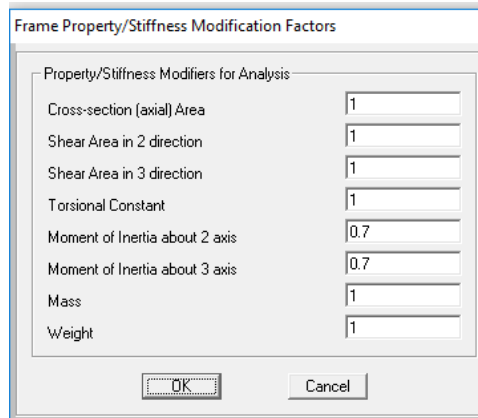 Frame Property/Stiffness Modification Factors
Property/Stiffness Modifiers for Analysis
Cross-section (axial) Area 1
Shear Area in 2 direction 1
Shear Area in 3 direction 1
Torsional Constant 1
Moment of Inertia about 2 axis 0.7
Moment of Inertia about 3 axis 0.7
Mass 1
Weight 1
OK Cancel